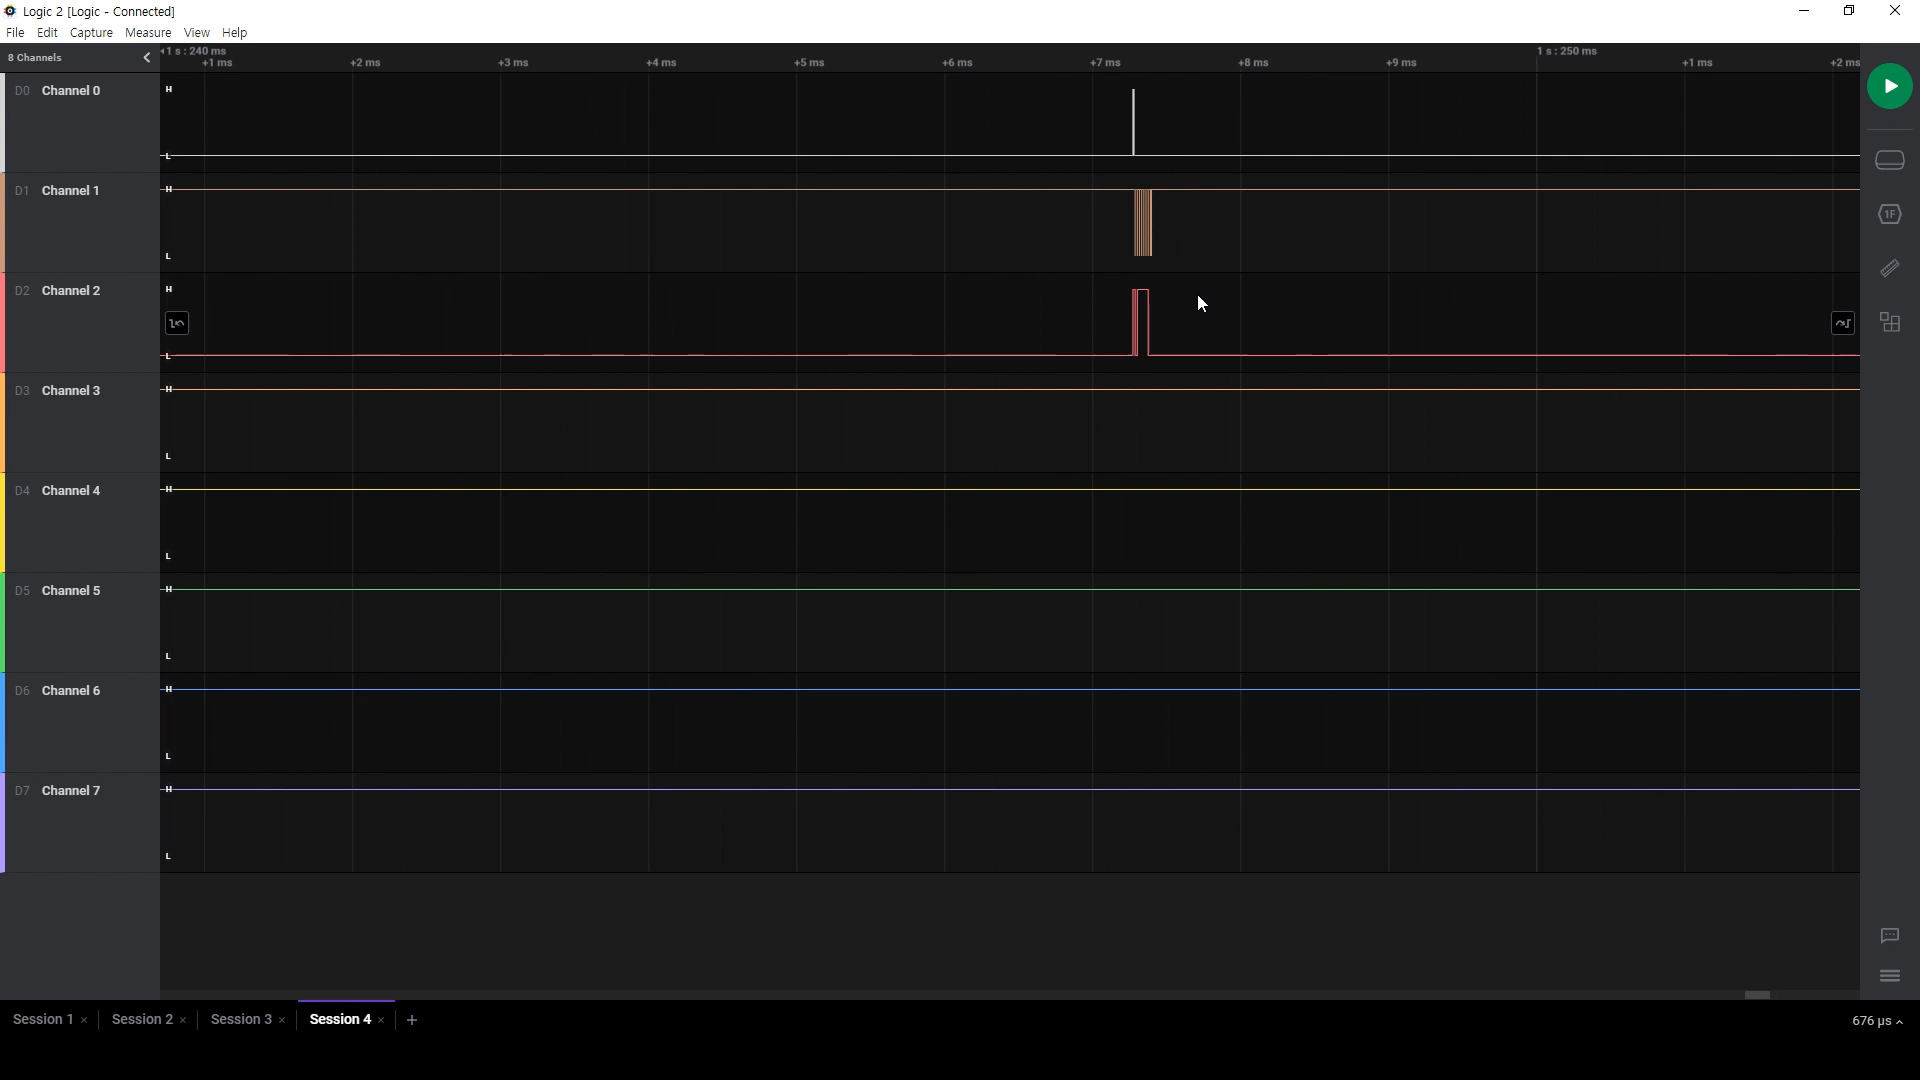 Logic 2 [Logic - Connected]
File Edit Capture Measure View Help
8 Channels
1 s : 240 ms 1 s : 250 ms
+1 ms +2 ms +3 ms +4 ms +5 ms +6 ms +7 ms +8 ms +9 ms +1 ms +2 ms
D0 Channel 0 H
L
D1 Channel 1 H
L
D2 Channel 2 H
L
D3 Channel 3 H
L
D4 Channel 4 H
L
D5 Channel 5 H
L
D6 Channel 6 H
L
D7 Channel 7 H
L
1F
Session 1 × Session 2 × Session 3 × Session 4 × +
676 µs